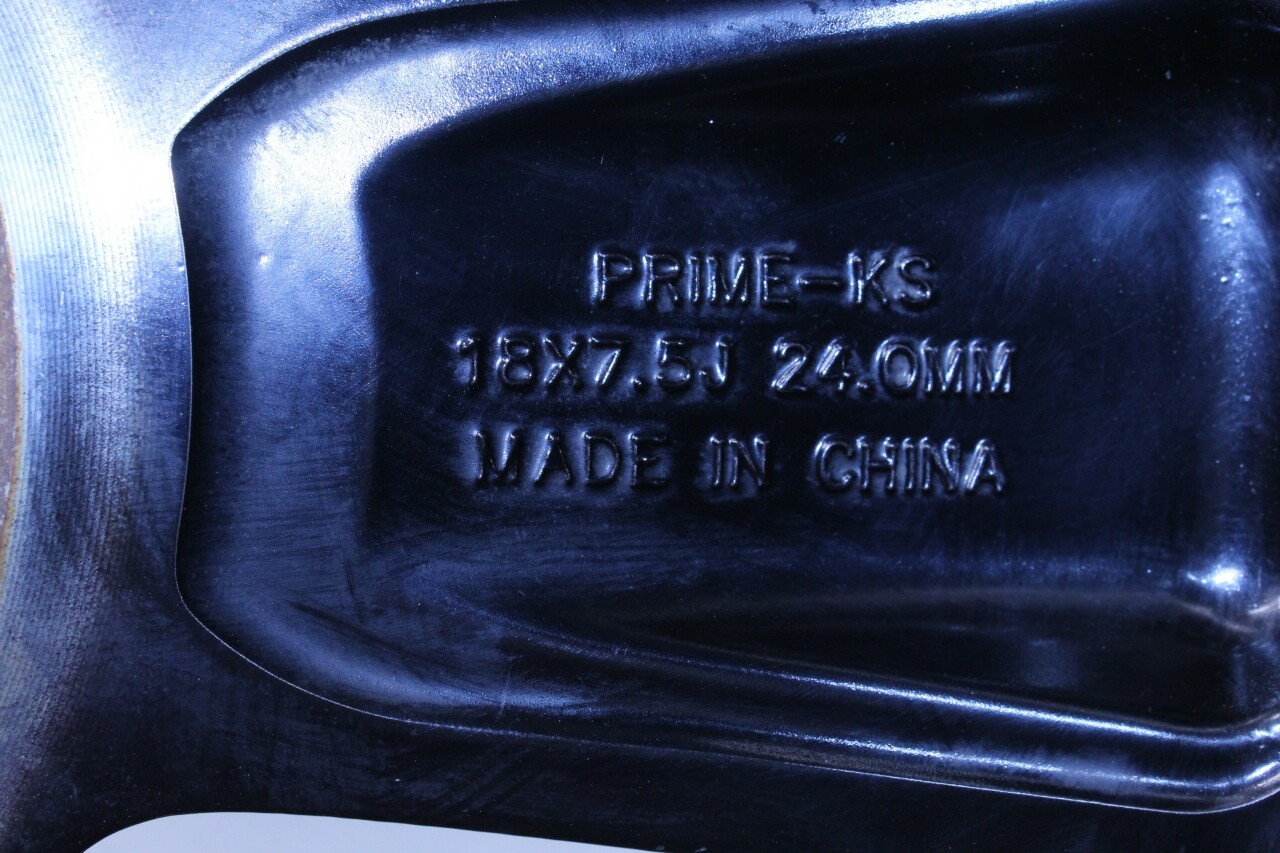 PRIME-KS
18X7.5J 24.0MM
MADE IN CHINA